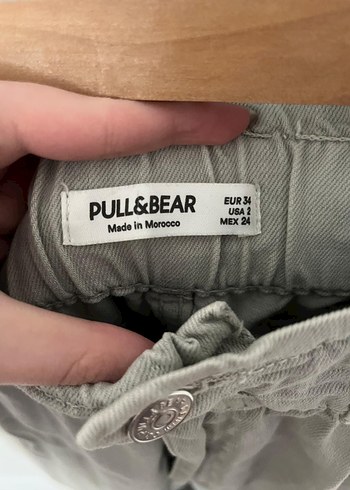 PULL&BEAR
Made in Morocco
EUR 34
USA 2
MEX 24